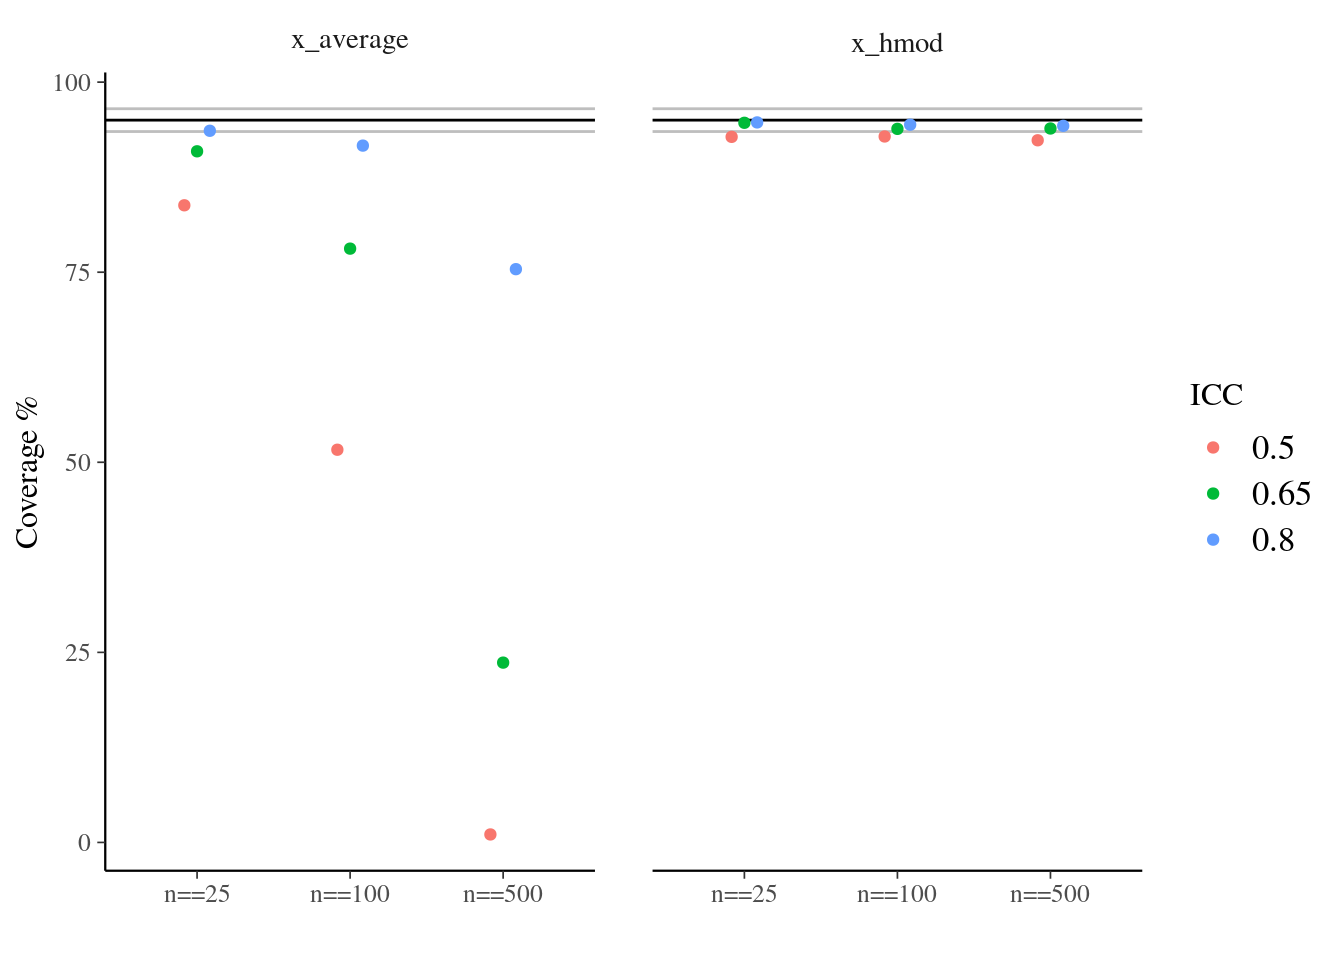 x_average
x_hmod
100
75
50
25
0
Coverage %
n==25
n==100
n==500
n==25
n==100
n==500
ICC
0.5
0.65
0.8